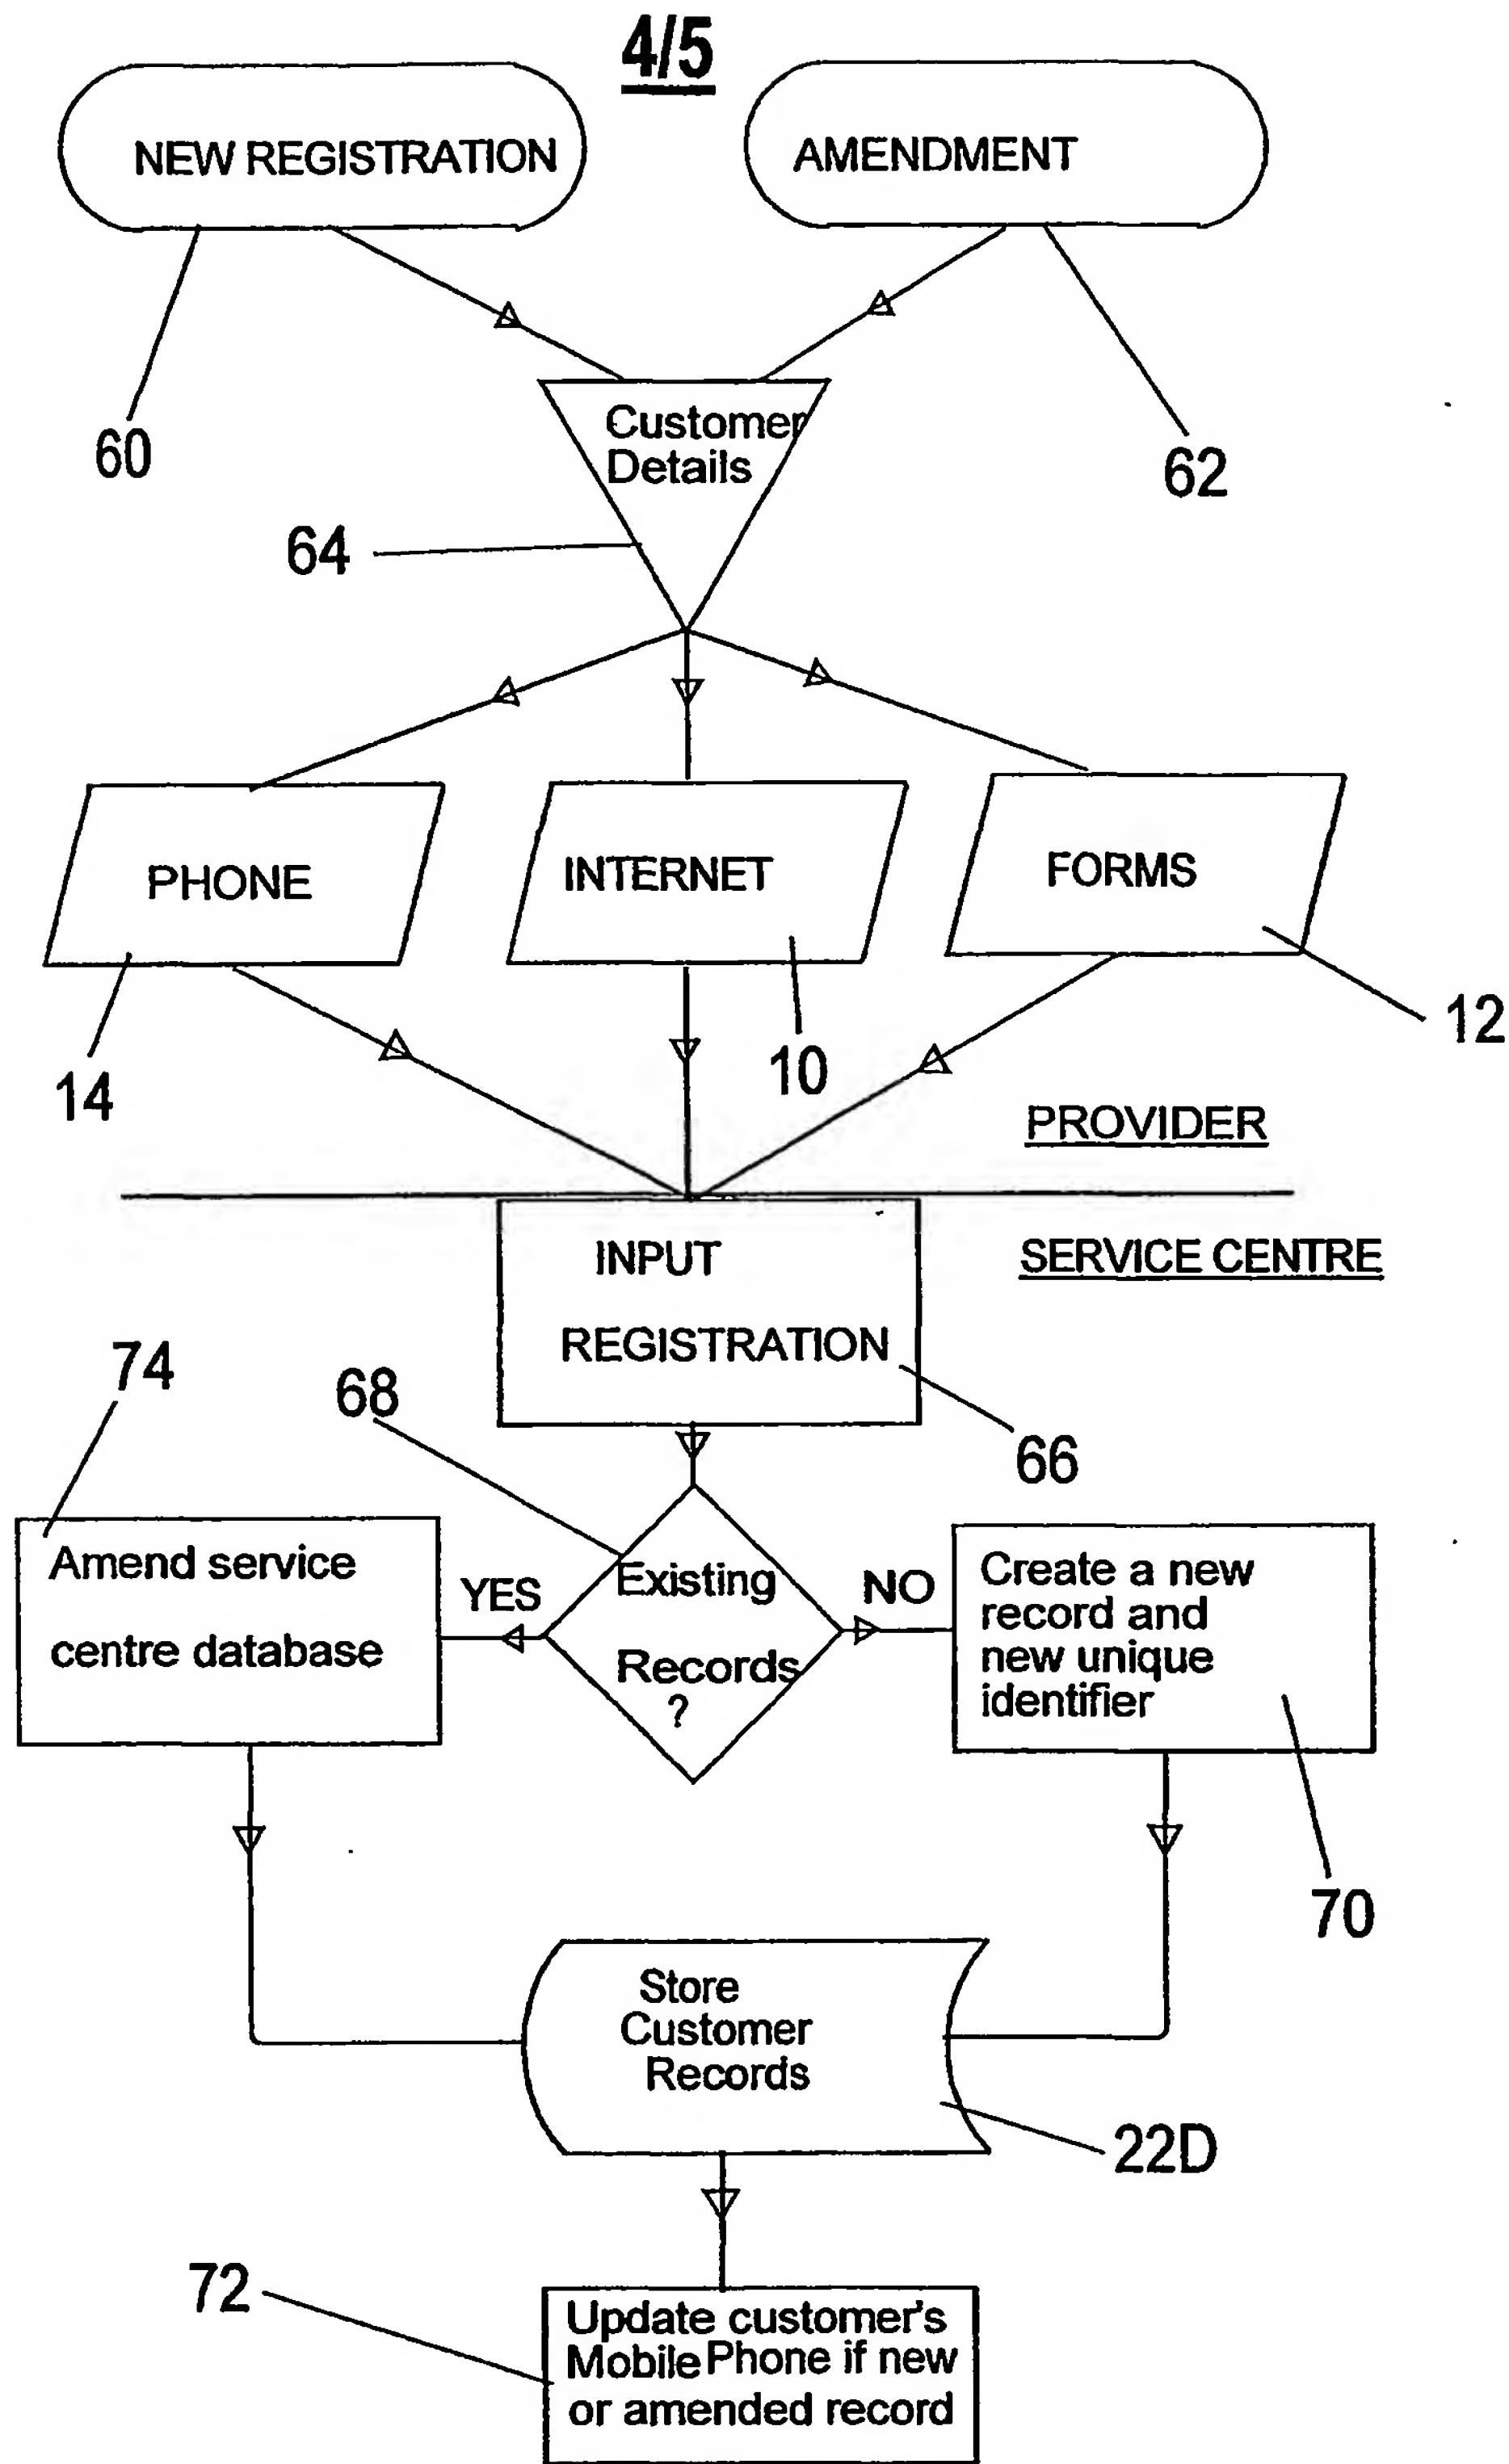 4/5
NEW REGISTRATION
AMENDMENT
60
62
Customer
Details
64
PHONE
INTERNET
FORMS
14
10
12
PROVIDER
SERVICE CENTRE
INPUT
REGISTRATION
66
74
68
Amend service
centre database
YES
Existing
Records
?
NO
Create a new
record and
new unique
identifier
70
Store
Customer
Records
22D
72
Update customer's
Mobile Phone if new
or amended record